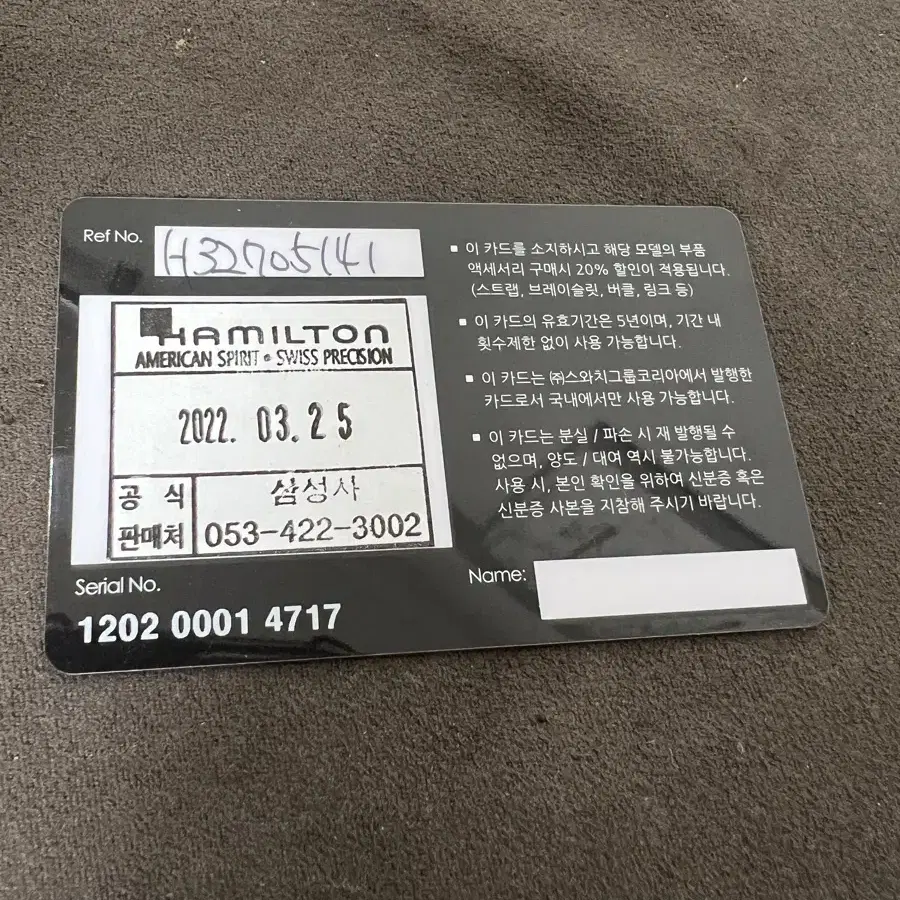 Ref No. H32705141
HAMILTON
AMERICAN SPIRIT • SWISS PRECISION
2022. 03. 25
공 식 삼성사
판매처 053-422-3002
Serial No.
1202 0001 4717
▪ 이 카드를 소지하시고 해당 모델의 부품
액세서리 구매시 20% 할인이 적용됩니다.
(스트랩, 브레이슬릿, 버클, 링크 등)
▪ 이 카드의 유효기간은 5년이며, 기간 내
횟수제한 없이 사용 가능합니다.
▪ 이 카드는 ㈜스와치그룹코리아에서 발행한
카드로서 국내에서만 사용 가능합니다.
▪ 이 카드는 분실 / 파손 시 재 발행될 수
없으며, 양도 / 대여 역시 불가능합니다.
사용 시, 본인 확인을 위하여 신분증 혹은
신분증 사본을 지참해 주시기 바랍니다.
Name: